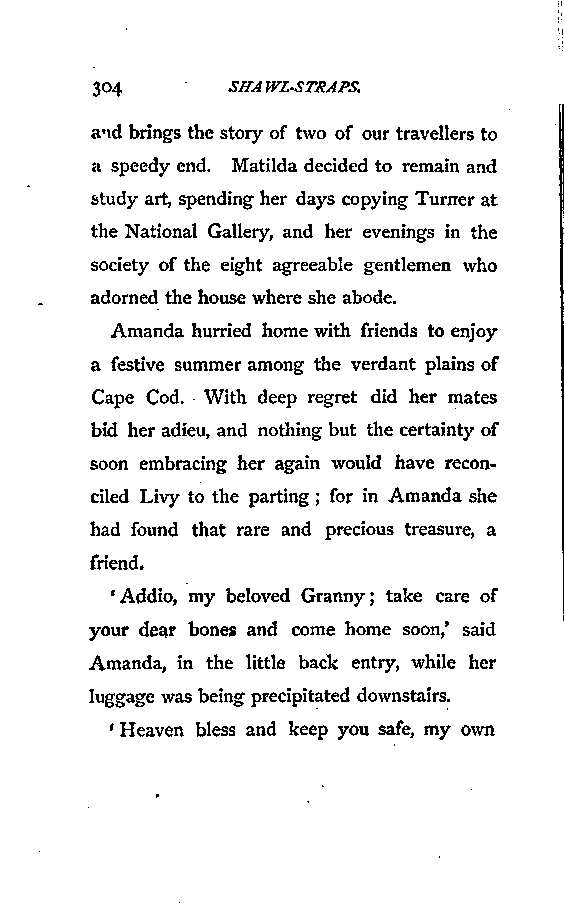 304 SHAWL-STRAPS.
and brings the story of two of our travellers to
a speedy end. Matilda decided to remain and
study art, spending her days copying Turner at
the National Gallery, and her evenings in the
society of the eight agreeable gentlemen who
adorned the house where she abode.
Amanda hurried home with friends to enjoy
a festive summer among the verdant plains of
Cape Cod. With deep regret did her mates
bid her adieu, and nothing but the certainty of
soon embracing her again would have recon-
ciled Livy to the parting ; for in Amanda she
had found that rare and precious treasure, a
friend.
‘ Addio, my beloved Granny ; take care of
your dear bones and come home soon,’ said
Amanda, in the little back entry, while her
luggage was being precipitated downstairs.
‘ Heaven bless and keep you safe, my own